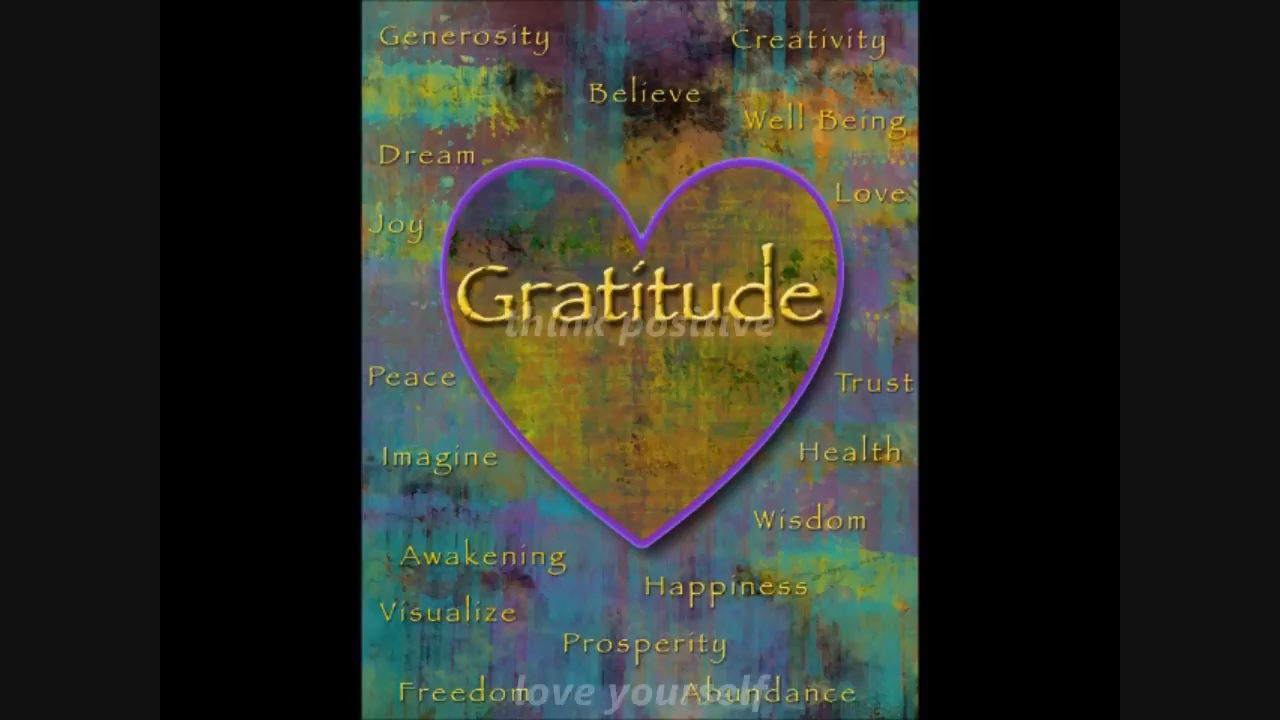 Generosity
Creativity
Believe
Well Being
Dream
Love
Joy
Gratitude
think positive
Peace
Trust
Health
Imagine
Wisdom
Awakening
Happiness
Visualize
Prosperity
Freedom
love yourself
Abundance